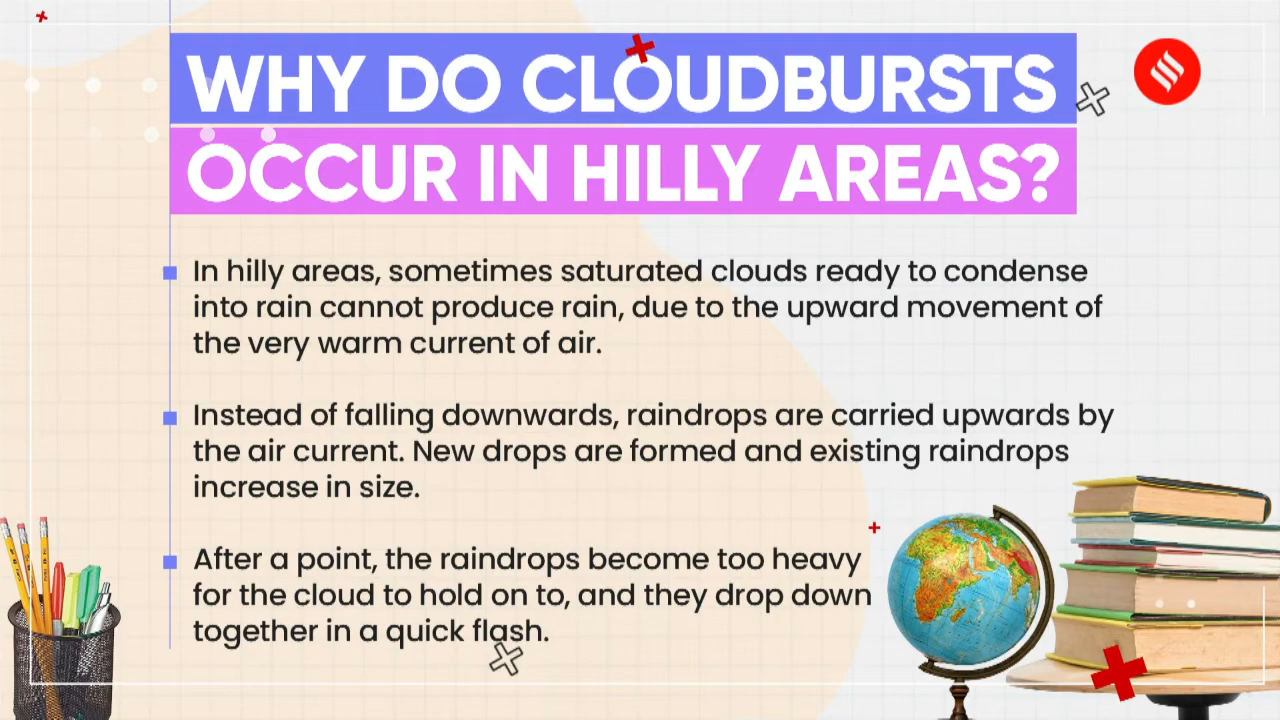 WHY DO CLOUDBURSTS
OCCUR IN HILLY AREAS?
In hilly areas, sometimes saturated clouds ready to condense
into rain cannot produce rain, due to the upward movement of
the very warm current of air.
Instead of falling downwards, raindrops are carried upwards by
the air current. New drops are formed and existing raindrops
increase in size.
After a point, the raindrops become too heavy
for the cloud to hold on to, and they drop down
together in a quick flash.